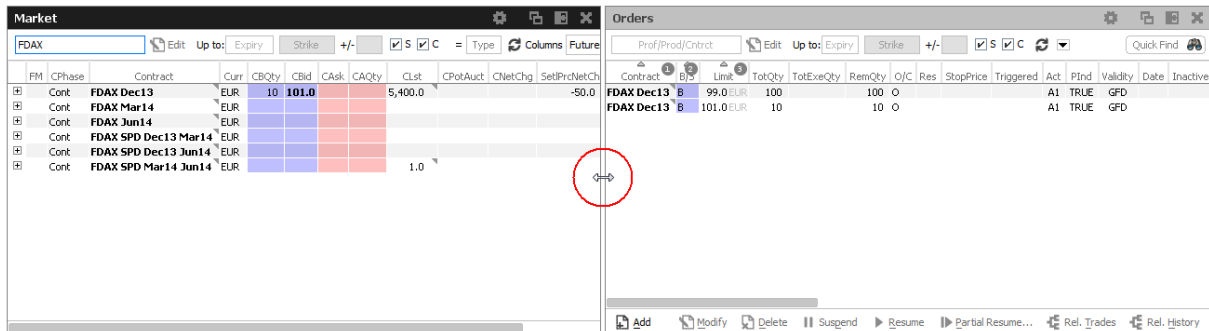 Market
FDAX Edit Up to: Expiry Strike +/- S C = Type Columns Future
FM CPhase Contract Curr CBQty CBid CAsk CAQty CLst CPotAuct CNetChg SetlPrcNetCh
Cont FDAX Dec13 EUR 10 101.0 5,400.0 -50.0
Cont FDAX Mar14 EUR
Cont FDAX Jun14 EUR
Cont FDAX SPD Dec13 Mar14 EUR
Cont FDAX SPD Dec13 Jun14 EUR
Cont FDAX SPD Mar14 Jun14 EUR 1.0
Orders
Prof/Prod/Cntrct Edit Up to: Expiry Strike +/- S C Quick Find
Contract 1 B/S 2 Limit 3 TotQty TotExeQty RemQty O/C Res StopPrice Triggered Act PInd Validity Date Inactive
FDAX Dec13 B 99.0 EUR 100 100 O A1 TRUE GFD
FDAX Dec13 B 101.0 EUR 10 10 O A1 TRUE GFD
Add Modify Delete Suspend Resume Partial Resume... Rel. Trades Rel. History